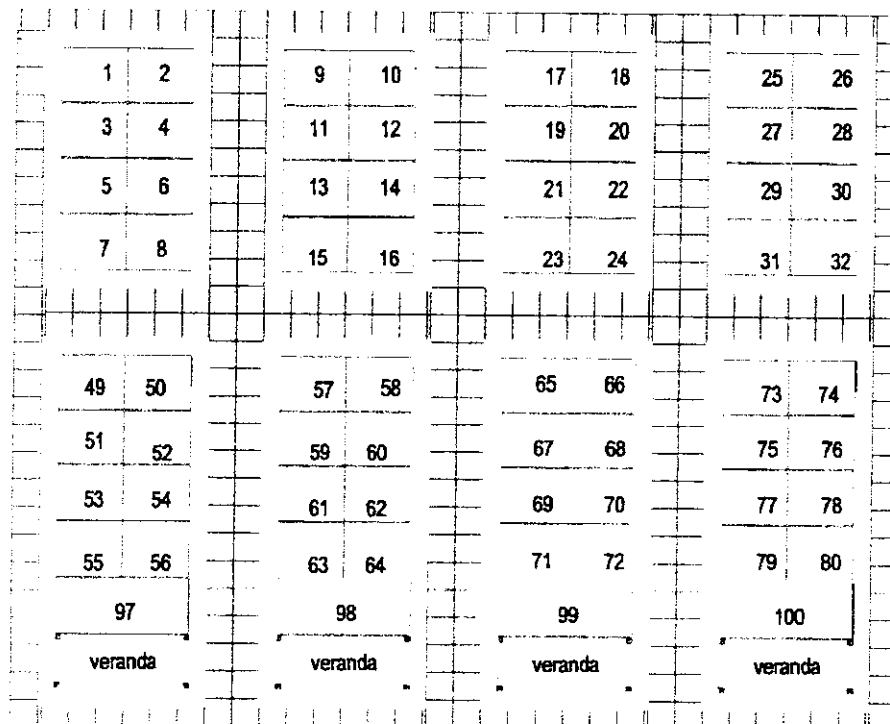 1 2 9 10 17 18 25 26
3 4 11 12 19 20 27 28
5 6 13 14 21 22 29 30
7 8 15 16 23 24 31 32
49 50 57 58 65 66 73 74
51 52 59 60 67 68 75 76
53 54 61 62 69 70 77 78
55 56 63 64 71 72 79 80
97 98 99 100
veranda veranda veranda veranda